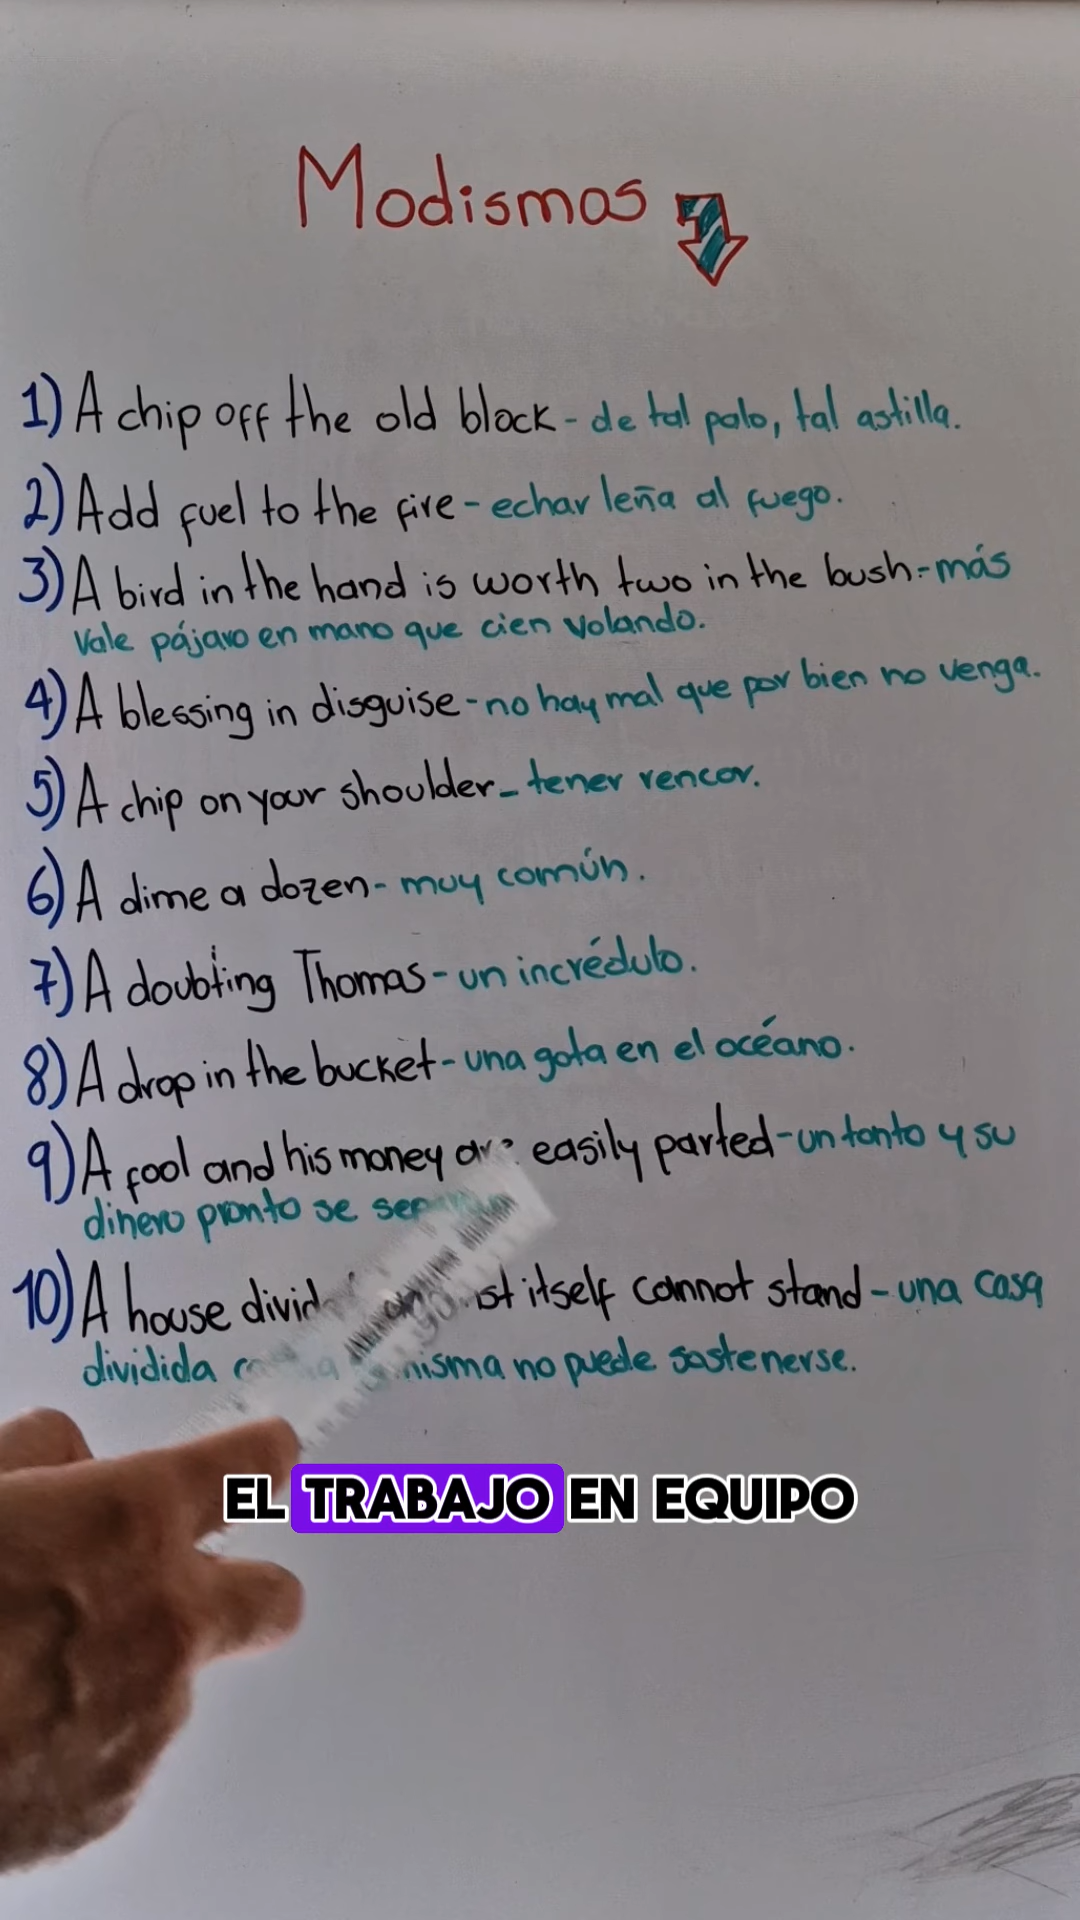 Modismos
1) A chip off the old block - de tal palo, tal astilla.
2) Add fuel to the fire - echar leña al fuego.
3) A bird in the hand is worth two in the bush - más
vale pájaro en mano que cien volando.
4) A blessing in disguise - no hay mal que por bien no venga.
5) A chip on your shoulder - tener rencor.
6) A dime a dozen - muy común.
7) A doubting Thomas - un incrédulo.
8) A drop in the bucket - una gota en el océano.
9) A fool and his money are easily parted - un tonto y su
dinero pronto se
10) A house itself cannot stand - una casa
dividida misma no puede sostenerse.
EL TRABAJO EN EQUIPO